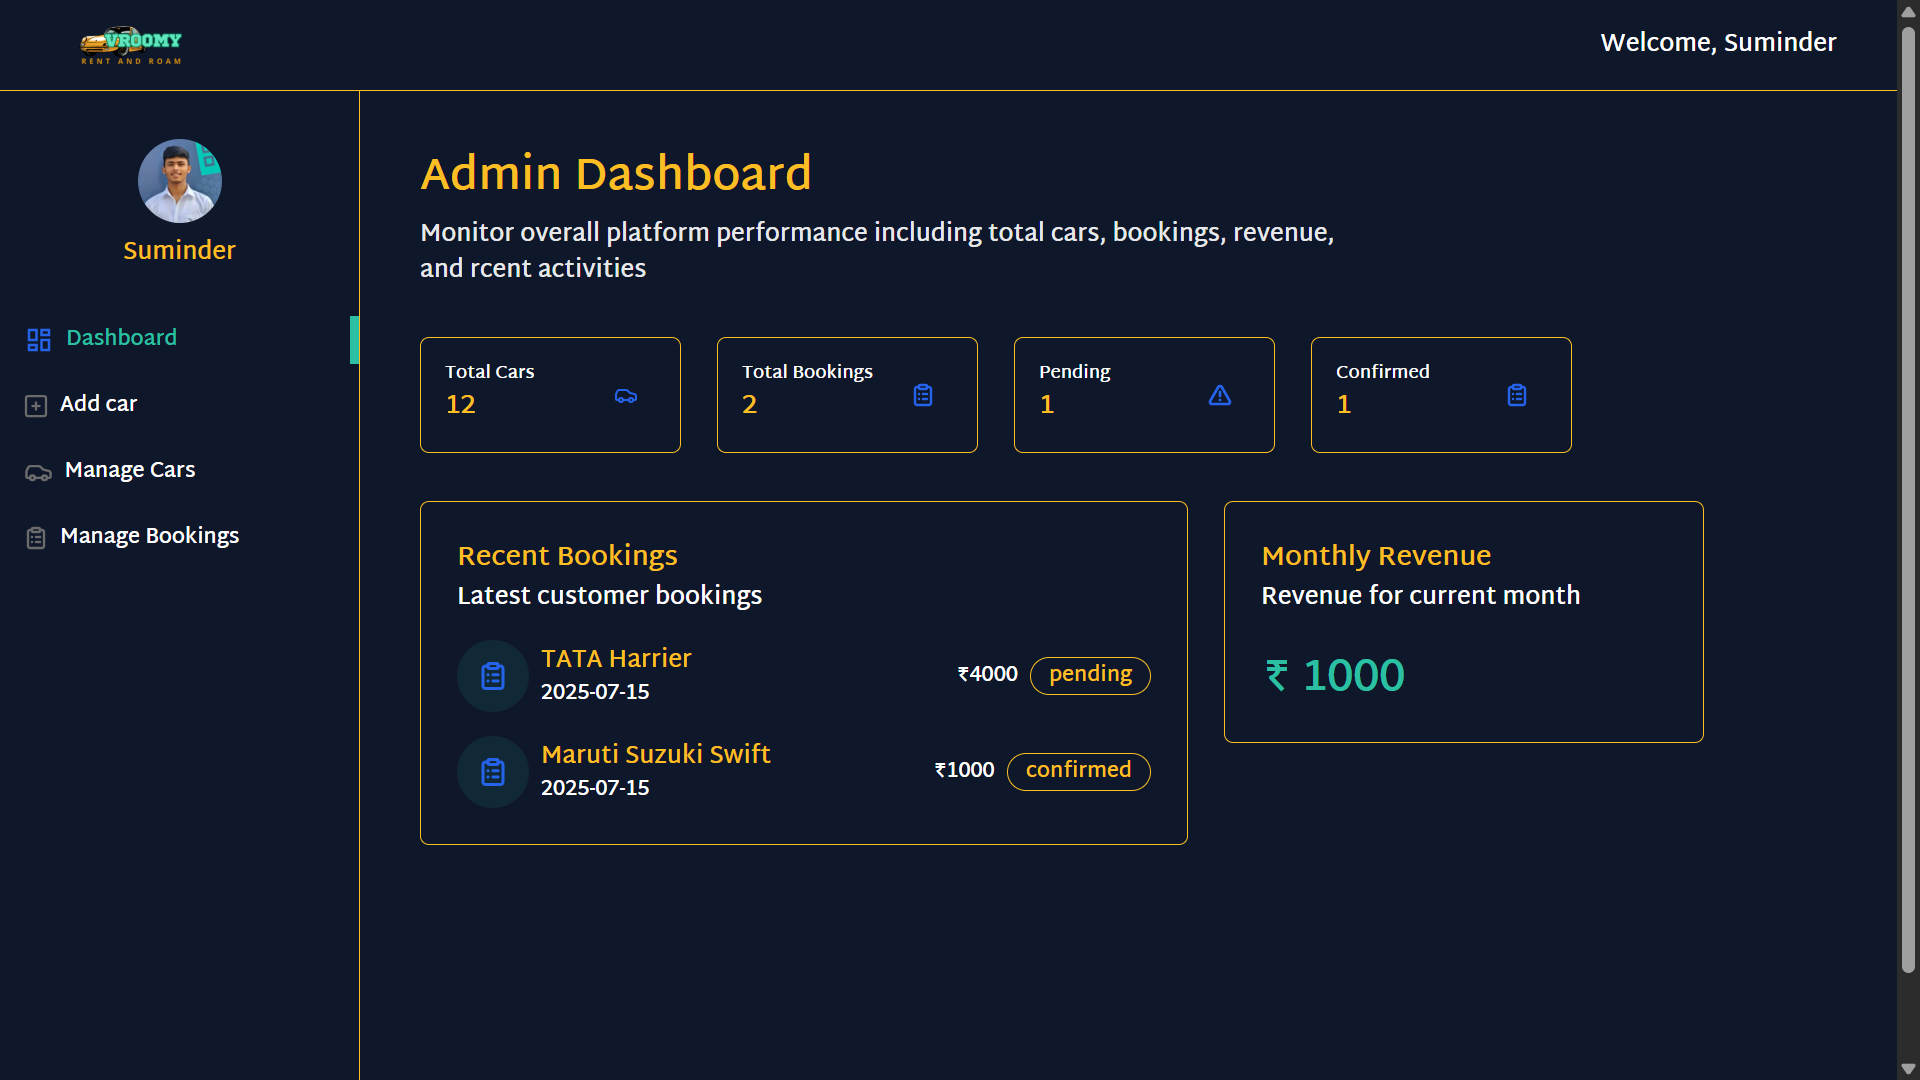 VROOMY
RENT AND ROAM
Welcome, Suminder
Suminder
Dashboard
Add car
Manage Cars
Manage Bookings
Admin Dashboard
Monitor overall platform performance including total cars, bookings, revenue,
and rcent activities
Total Cars
12
Total Bookings
2
Pending
1
Confirmed
1
Recent Bookings
Latest customer bookings
TATA Harrier
2025-07-15
₹4000 pending
Maruti Suzuki Swift
2025-07-15
₹1000 confirmed
Monthly Revenue
Revenue for current month
₹ 1000